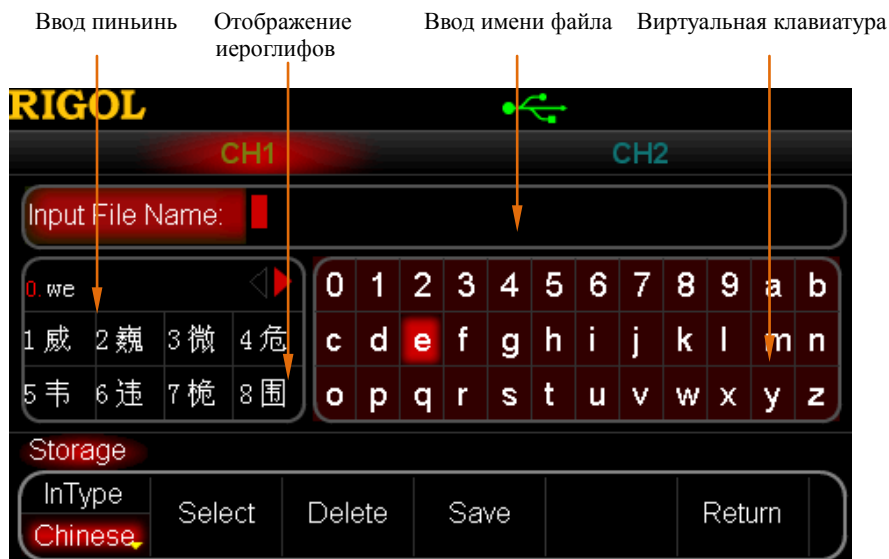 Ввод пиньинь Отображение иероглифов Ввод имени файла Виртуальная клавиатура
RIGOL
CH1 CH2
Input File Name:
0. we
1 威 2 巍 3 微 4 危
5 韦 6 违 7 桅 8 围
0 1 2 3 4 5 6 7 8 9 a b
c d e f g h i j k l m n
o p q r s t u v w x y z
Storage
InType
Chinese
Select Delete Save Return